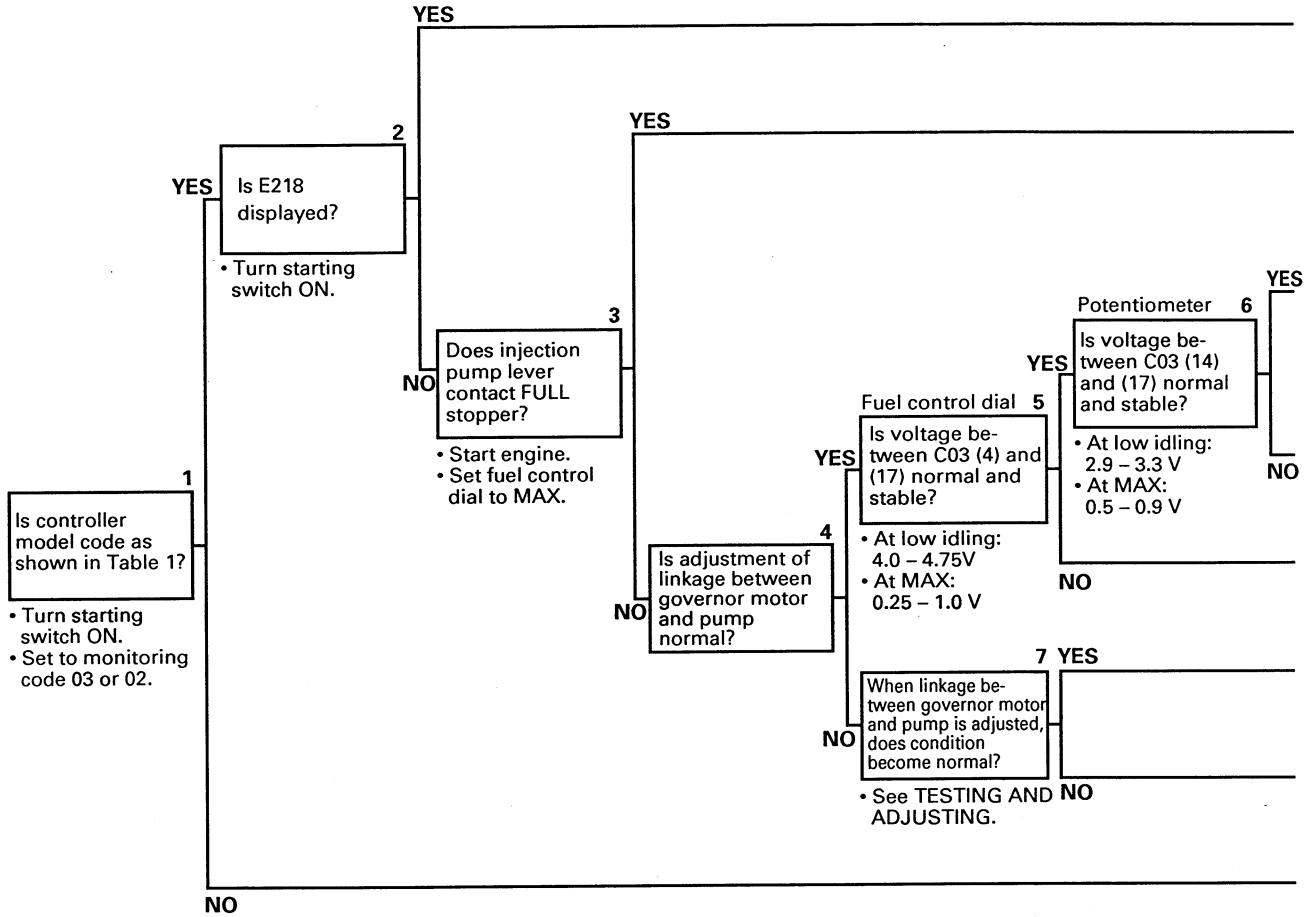 YES
YES
2
YES
Is E218
displayed?
• Turn starting
switch ON.
YES
3
Potentiometer 6
Does injection
pump lever
contact FULL
stopper?
NO
Is voltage be-
tween C03 (14)
and (17) normal
and stable?
YES
• At low idling:
2.9 – 3.3 V
• At MAX:
0.5 – 0.9 V
NO
Fuel control dial 5
Is voltage be-
tween C03 (4) and
(17) normal and
stable?
YES
• Start engine.
• Set fuel control
dial to MAX.
1
Is controller
model code as
shown in Table 1?
• Turn starting
switch ON.
• Set to monitoring
code 03 or 02.
4
Is adjustment of
linkage between
governor motor
and pump
normal?
NO
• At low idling:
4.0 – 4.75V
• At MAX:
0.25 – 1.0 V
NO
7 YES
When linkage be-
tween governor motor
and pump is adjusted,
does condition
become normal?
NO
• See TESTING AND
ADJUSTING.
NO
NO